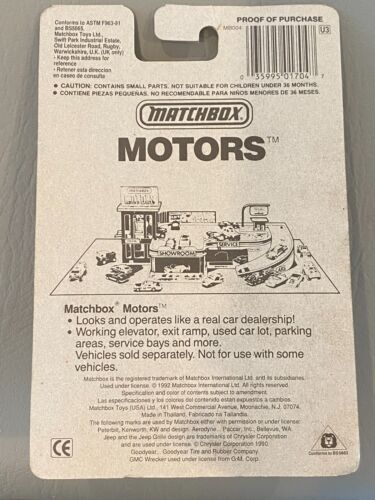 Conforms to ASTM F963-91
and BS5665.
Matchbox Toys Ltd.,
Swift Park Industrial Estate,
Old Leicester Road, Rugby,
Warwickshire, U.K. (UK only)
• Keep this address for
reference
• Retener esta direccion
en caseo de consulta
MB004
PROOF OF PURCHASE
U3
0 35995 01704 7
• CAUTION: CONTAINS SMALL PARTS. NOT SUITABLE FOR CHILDREN UNDER 36 MONTHS.
• CONTIENE PIEZAS PEQUEÑAS. NO RECOMENDABLE PARA NIÑOS MENORES DE 36 MESES.
MATCHBOX
MOTORS™
SHOWROOM
SERVICE
Matchbox® Motors™
• Looks and operates like a real car dealership!
• Working elevator, exit ramp, used car lot, parking
areas, service bays and more.
Vehicles sold separately. Not for use with some
vehicles.
Matchbox is the registered trademark of Matchbox International Ltd. and its subsidiaries.
Used under license. © 1992 Matchbox International Ltd. All rights reserved.
Specification and color of contents subject to amendment.
Las especificaciones y los colores del contenido estan expuestos a cambios.
Matchbox Toys (USA) Ltd., 141 West Commercial Avenue, Moonachie, N.J. 07074.
Made in Thailand, Fabricado na Tailandia.
The following marks are used by Matchbox either with permission or under license:
Peterbilt, Kenworth, KW and design, Aerodyne... Paccar, Inc., Bellevue, WA.
Jeep and the Jeep Grille design are trademarks of Chrysler Corporation
and are used under license © Chrysler Corporation 1990
Goodyear... Goodyear Tire and Rubber Company.
GMC Wrecker used under license from G.M. Corp.
CE
Conforms to BS5665